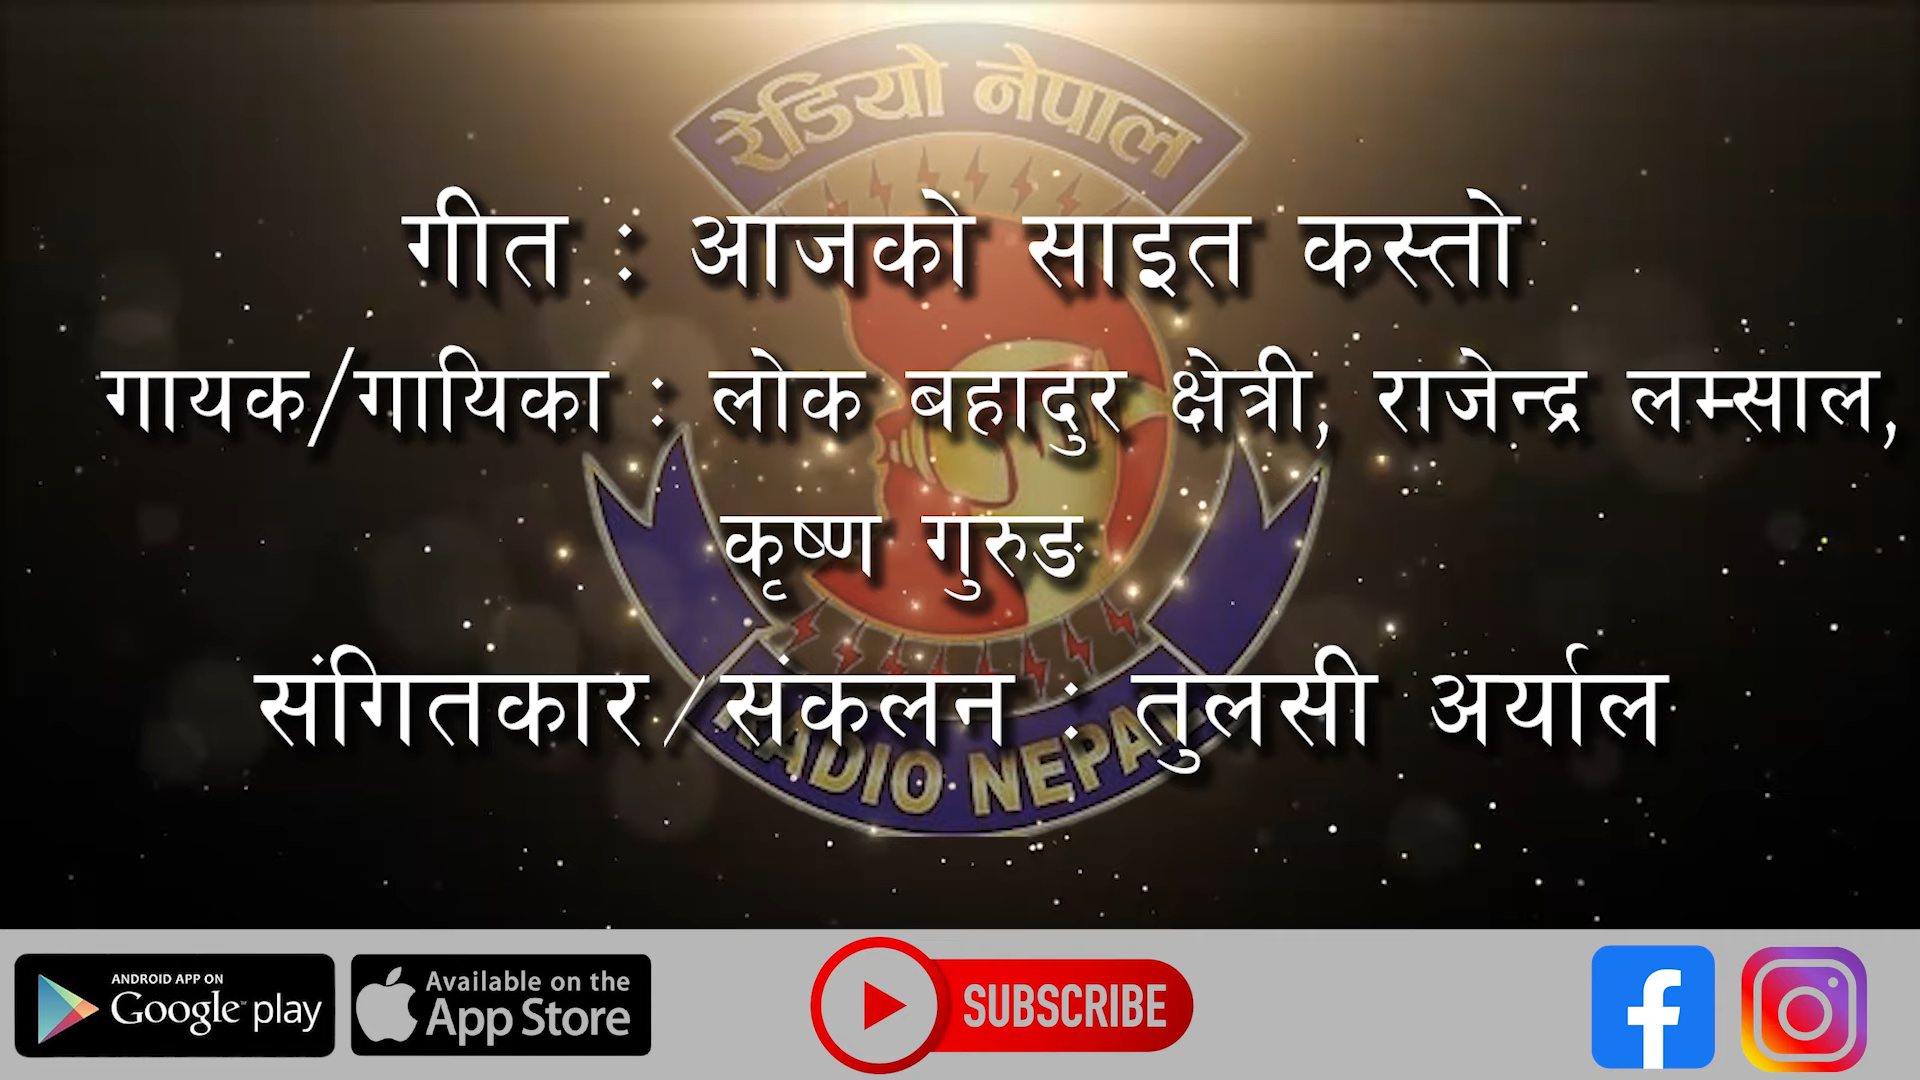 रेडियो नेपाल
गीत : आजको साइत कस्तो
गायक/गायिका : लोक बहादुर क्षेत्री, राजेन्द्र लम्साल,
कृष्ण गुरुङ
संगितकार/संकलन : तुलसी अर्याल
RADIO NEPAL
ANDROID APP ON
Google play
Available on the
App Store
SUBSCRIBE